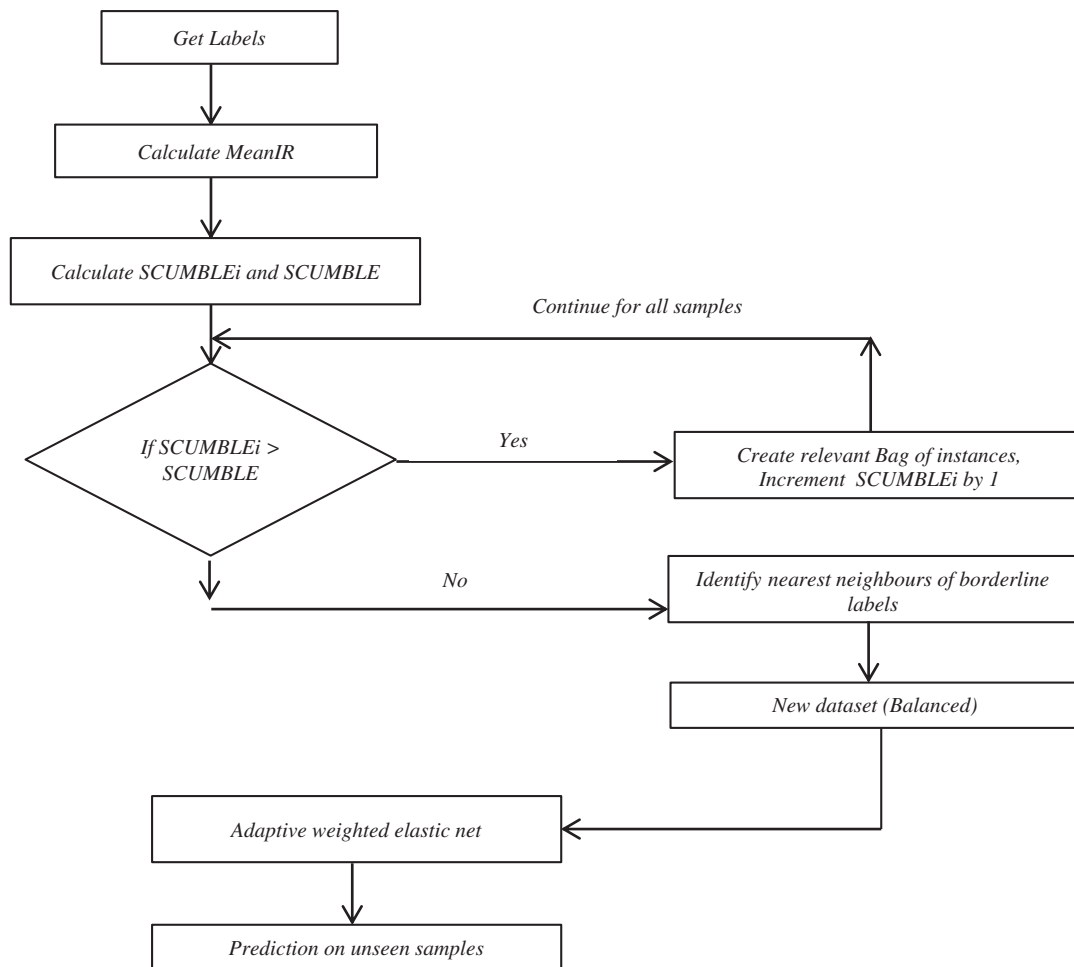 Get Labels
Calculate MeanIR
Calculate SCUMBLEi and SCUMBLE
Continue for all samples
If SCUMBLEi >
SCUMBLE
Yes
Create relevant Bag of instances,
Increment SCUMBLEi by 1
No
Identify nearest neighbours of borderline
labels
New dataset (Balanced)
Adaptive weighted elastic net
Prediction on unseen samples